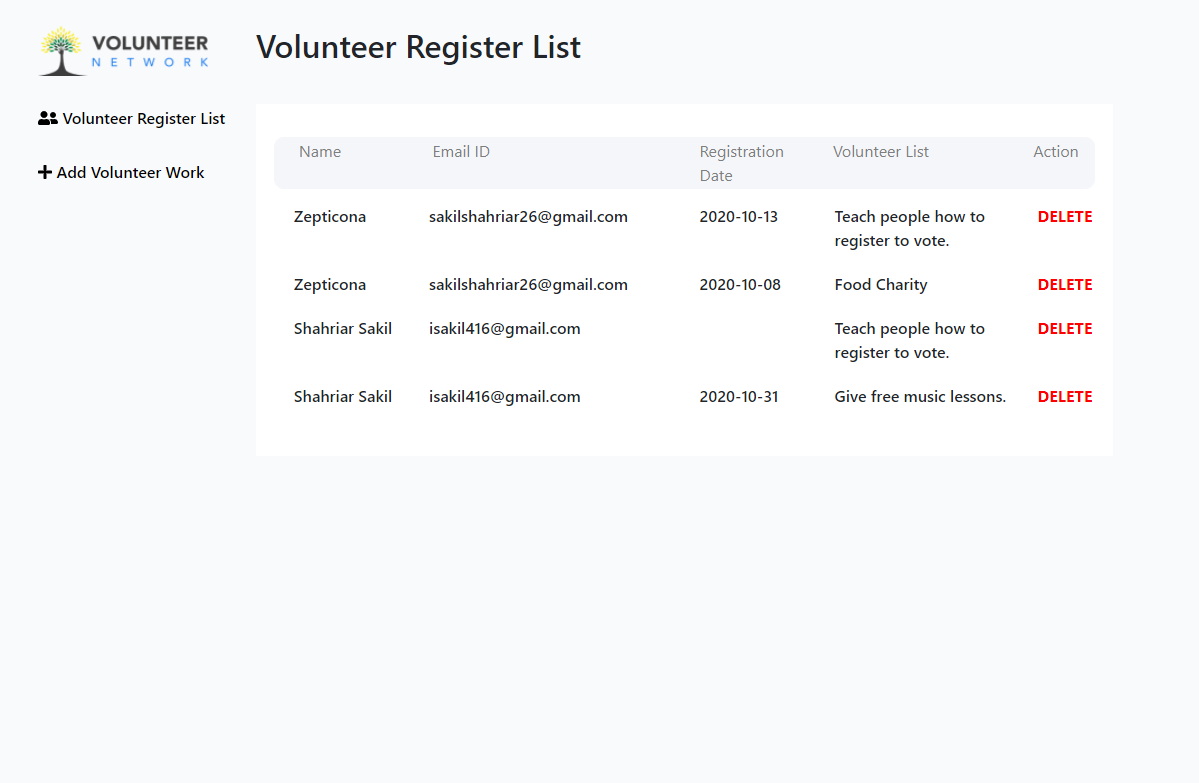 VOLUNTEER
NETWORK
Volunteer Register List
Volunteer Register List
Add Volunteer Work
Name Email ID Registration Date Volunteer List Action
Zepticona sakilshahriar26@gmail.com 2020-10-13 Teach people how to register to vote. DELETE
Zepticona sakilshahriar26@gmail.com 2020-10-08 Food Charity DELETE
Shahriar Sakil isakil416@gmail.com Teach people how to register to vote. DELETE
Shahriar Sakil isakil416@gmail.com 2020-10-31 Give free music lessons. DELETE